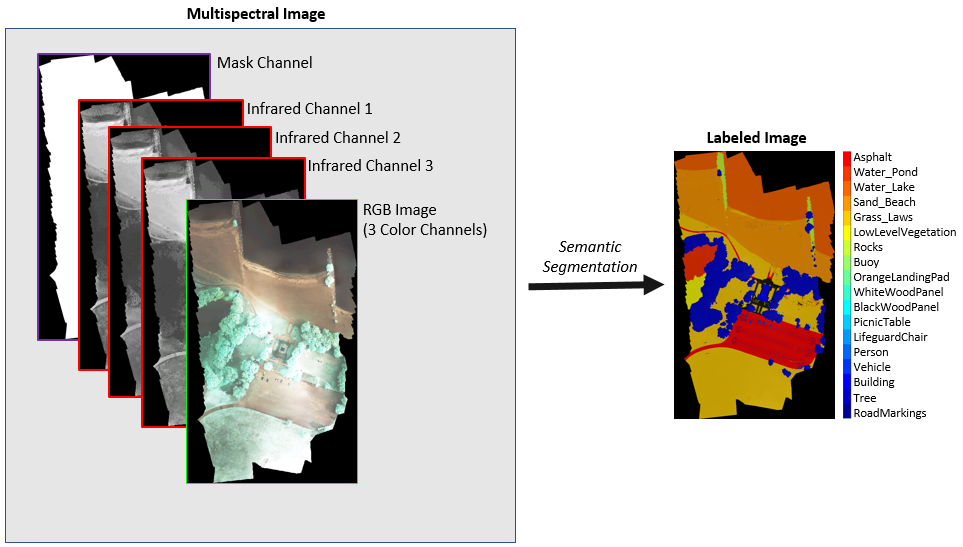 Multispectral Image
Mask Channel
Infrared Channel 1
Infrared Channel 2
Infrared Channel 3
RGB Image
(3 Color Channels)
Semantic
Segmentation
Labeled Image
Asphalt
Water_Pond
Water_Lake
Sand_Beach
Grass_Laws
LowLevelVegetation
Rocks
Buoy
OrangeLandingPad
WhiteWoodPanel
BlackWoodPanel
PicnicTable
LifeguardChair
Person
Vehicle
Building
Tree
RoadMarkings